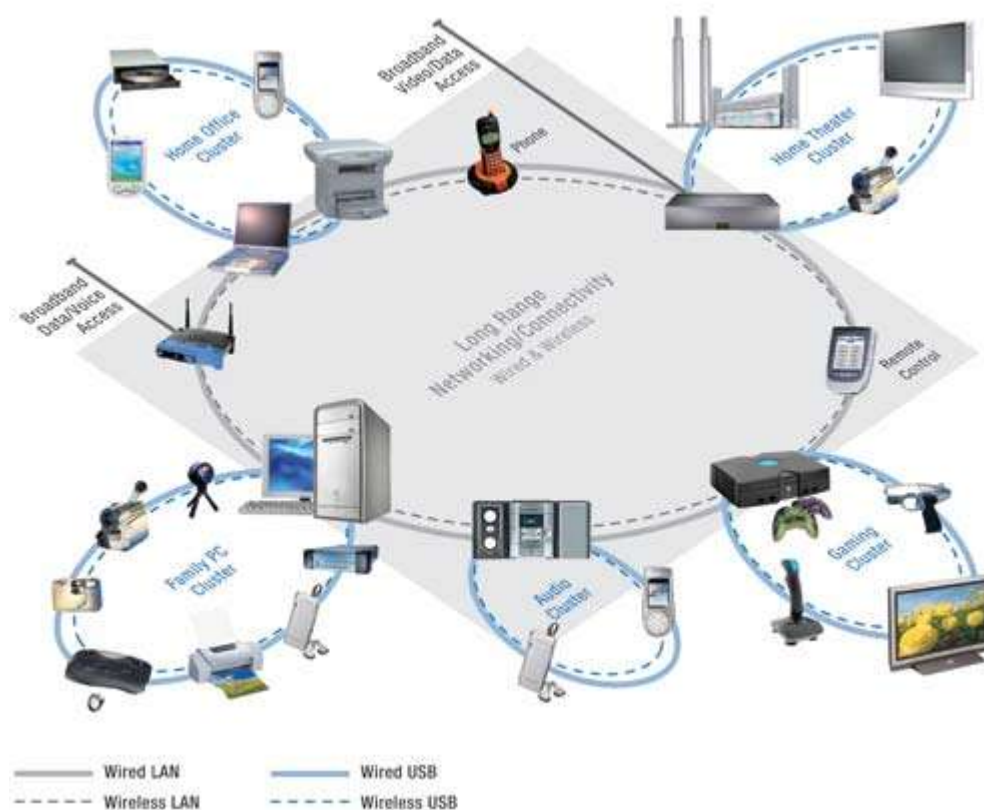 Broadband
Video/Data
Access
Home Office
Cluster
Phone
Home Theater
Cluster
Broadband
Data/Voice
Access
Long Range
Networking/Connectivity
Wired & Wireless
Remote
Control
Family PC
Cluster
Audio
Cluster
Gaming
Cluster
Wired LAN
Wired USB
Wireless LAN
Wireless USB